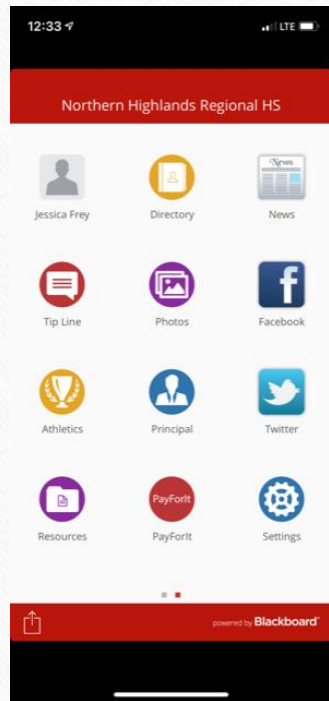 12:33
LTE
Northern Highlands Regional HS
News
Jessica Frey
Directory
News
Tip Line
Photos
Facebook
Athletics
Principal
Twitter
PayForIt
Resources
PayForIt
Settings
powered by Blackboard